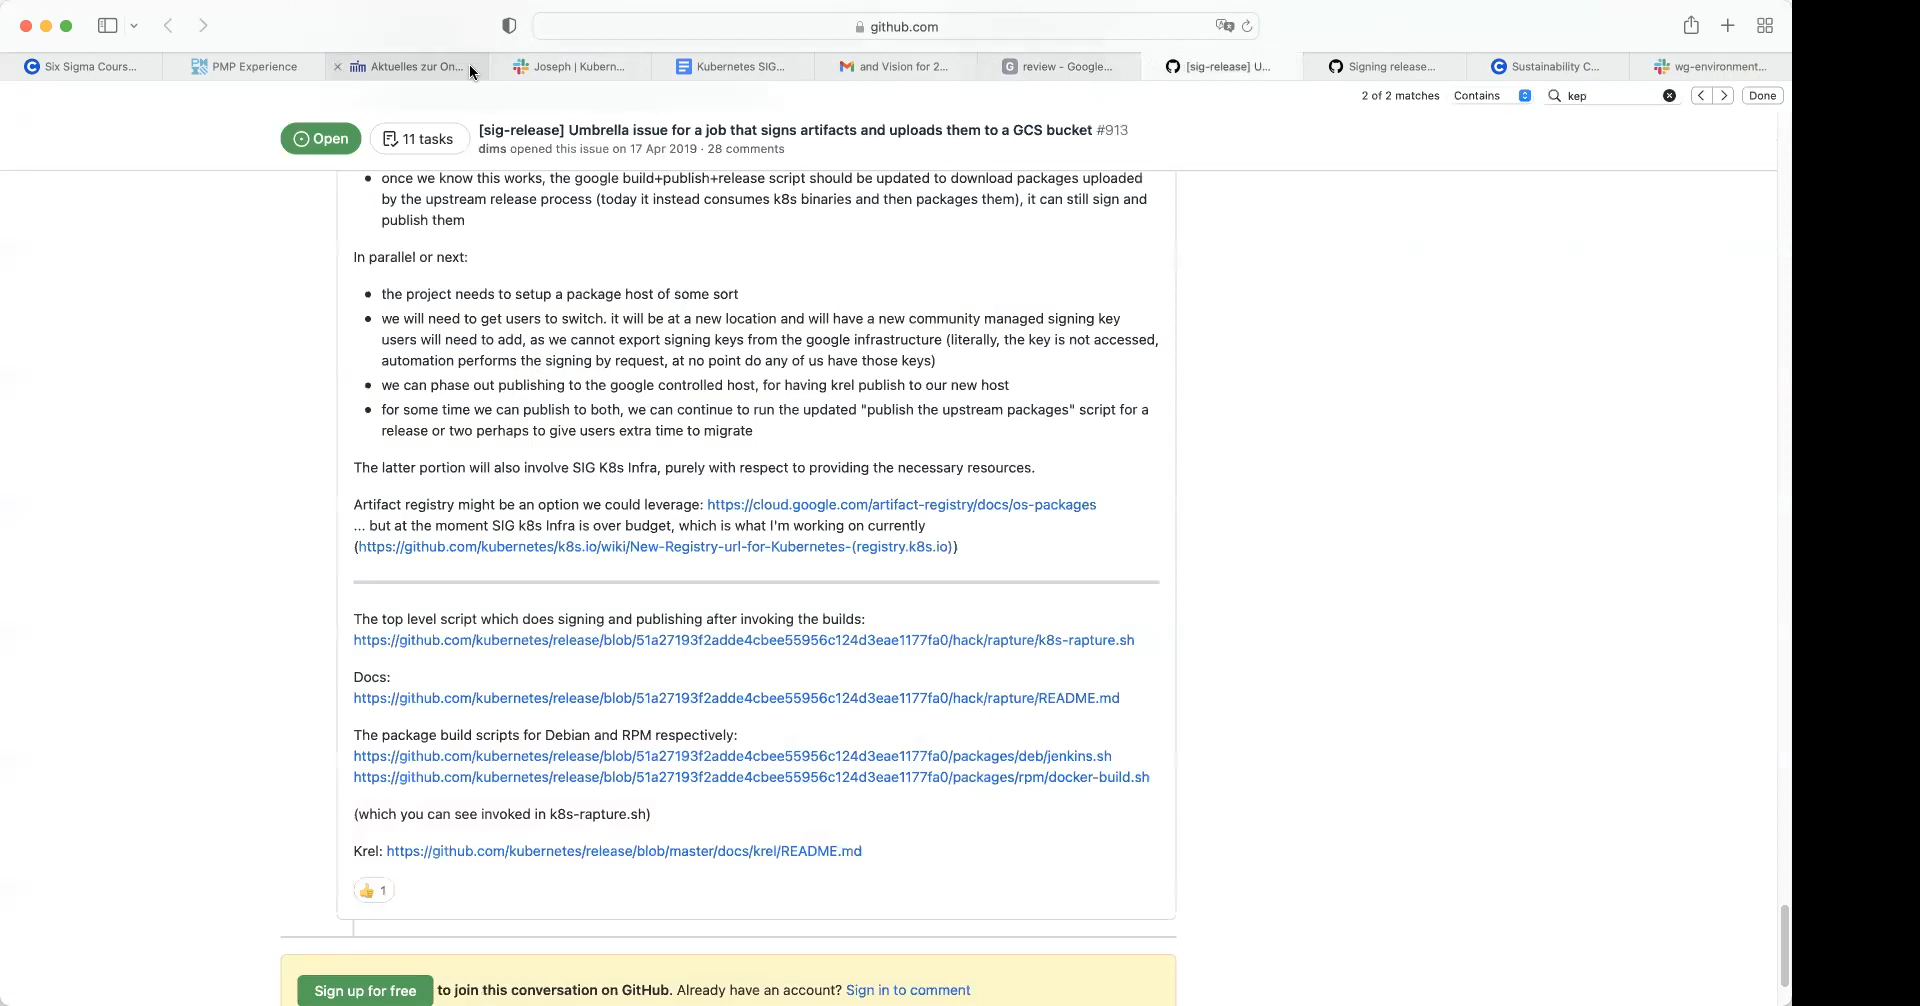 github.com
Six Sigma Cours...
PMP Experience
Aktuelles zur On...
Joseph | Kubern...
Kubernetes SIG...
and Vision for 2...
review - Google...
[sig-release] U...
Signing release...
Sustainability C...
wg-environment...
2 of 2 matches
Contains
kep
Done
Open
11 tasks
[sig-release] Umbrella issue for a job that signs artifacts and uploads them to a GCS bucket #913
dims opened this issue on 17 Apr 2019 · 28 comments
• once we know this works, the google build+publish+release script should be updated to download packages uploaded
by the upstream release process (today it instead consumes k8s binaries and then packages them), it can still sign and
publish them
In parallel or next:
• the project needs to setup a package host of some sort
• we will need to get users to switch. it will be at a new location and will have a new community managed signing key
users will need to add, as we cannot export signing keys from the google infrastructure (literally, the key is not accessed,
automation performs the signing by request, at no point do any of us have those keys)
• we can phase out publishing to the google controlled host, for having krel publish to our new host
• for some time we can publish to both, we can continue to run the updated "publish the upstream packages" script for a
release or two perhaps to give users extra time to migrate
The latter portion will also involve SIG K8s Infra, purely with respect to providing the necessary resources.
Artifact registry might be an option we could leverage: https://cloud.google.com/artifact-registry/docs/os-packages
... but at the moment SIG k8s Infra is over budget, which is what I'm working on currently
(https://github.com/kubernetes/k8s.io/wiki/New-Registry-url-for-Kubernetes-(registry.k8s.io))
The top level script which does signing and publishing after invoking the builds:
https://github.com/kubernetes/release/blob/51a27193f2adde4cbee55956c124d3eae1177fa0/hack/rapture/k8s-rapture.sh
Docs:
https://github.com/kubernetes/release/blob/51a27193f2adde4cbee55956c124d3eae1177fa0/hack/rapture/README.md
The package build scripts for Debian and RPM respectively:
https://github.com/kubernetes/release/blob/51a27193f2adde4cbee55956c124d3eae1177fa0/packages/deb/jenkins.sh
https://github.com/kubernetes/release/blob/51a27193f2adde4cbee55956c124d3eae1177fa0/packages/rpm/docker-build.sh
(which you can see invoked in k8s-rapture.sh)
Krel: https://github.com/kubernetes/release/blob/master/docs/krel/README.md
👍 1
Sign up for free to join this conversation on GitHub. Already have an account? Sign in to comment